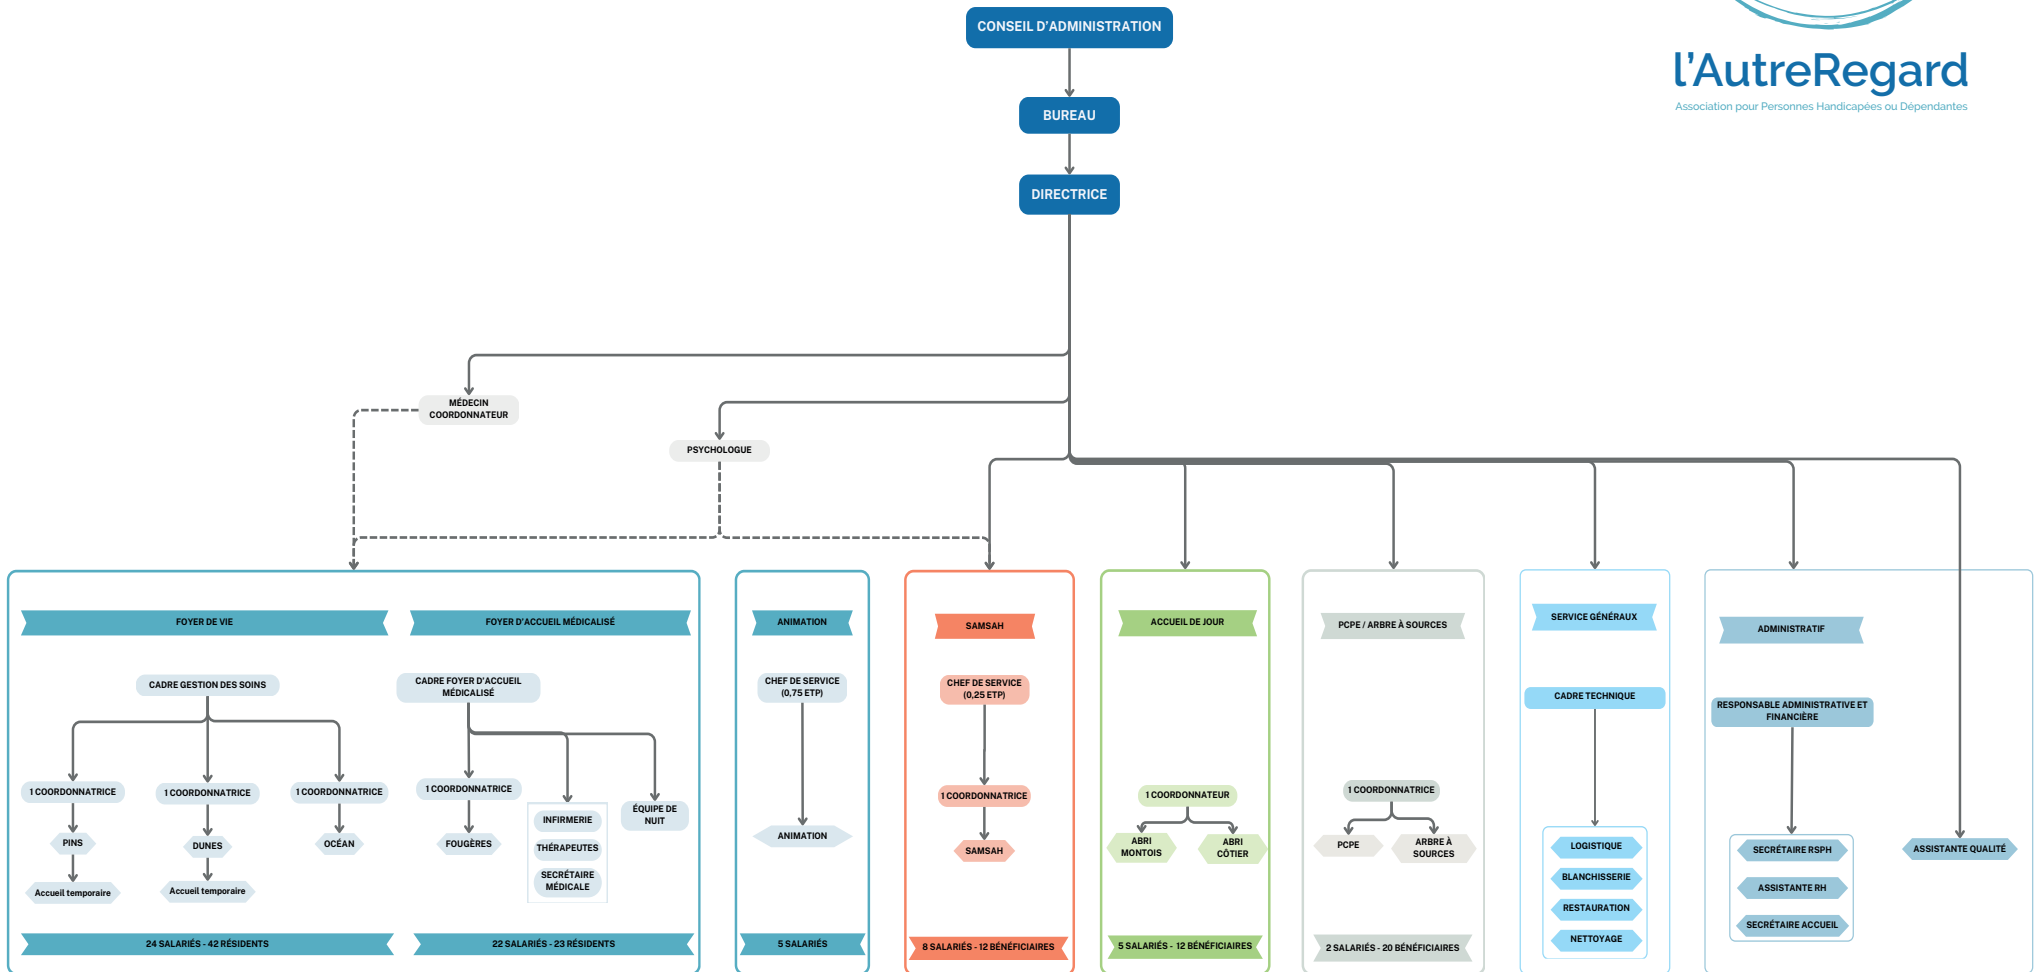 CONSEIL D'ADMINISTRATION
l'AutreRegard
Association pour Personnes Handicapées ou Dépendantes
BUREAU
DIRECTRICE
MÉDECIN
COORDONNATEUR
PSYCHOLOGUE
FOYER DE VIE
CADRE GESTION DES SOINS
1 COORDONNATRICE
1 COORDONNATRICE
1 COORDONNATRICE
PINS
DUNES
OCÉAN
Accueil temporaire
Accueil temporaire
24 SALARIÉS - 42 RÉSIDENTS
FOYER D'ACCUEIL MÉDICALISÉ
CADRE FOYER D'ACCUEIL
MÉDICALISÉ
1 COORDONNATRICE
FOUGÈRES
INFIRMERIE
THÉRAPEUTES
SECRÉTAIRE
MÉDICALE
ÉQUIPE DE
NUIT
22 SALARIÉS - 23 RÉSIDENTS
ANIMATION
CHEF DE SERVICE
(0,75 ETP)
ANIMATION
5 SALARIÉS
SAMSAH
CHEF DE SERVICE
(0,25 ETP)
1 COORDONNATRICE
SAMSAH
8 SALARIÉS - 12 BÉNÉFICIAIRES
ACCUEIL DE JOUR
1 COORDONNATEUR
ABRI
MONTOIS
ABRI
CÔTIER
5 SALARIÉS - 12 BÉNÉFICIAIRES
PCPE / ARBRE À SOURCES
1 COORDONNATRICE
PCPE
ARBRE À
SOURCES
2 SALARIÉS - 20 BÉNÉFICIAIRES
SERVICE GÉNÉRAUX
CADRE TECHNIQUE
LOGISTIQUE
BLANCHISSERIE
RESTAURATION
NETTOYAGE
ADMINISTRATIF
RESPONSABLE ADMINISTRATIVE ET
FINANCIÈRE
SECRÉTAIRE RSPH
ASSISTANTE RH
SECRÉTAIRE ACCUEIL
ASSISTANTE QUALITÉ